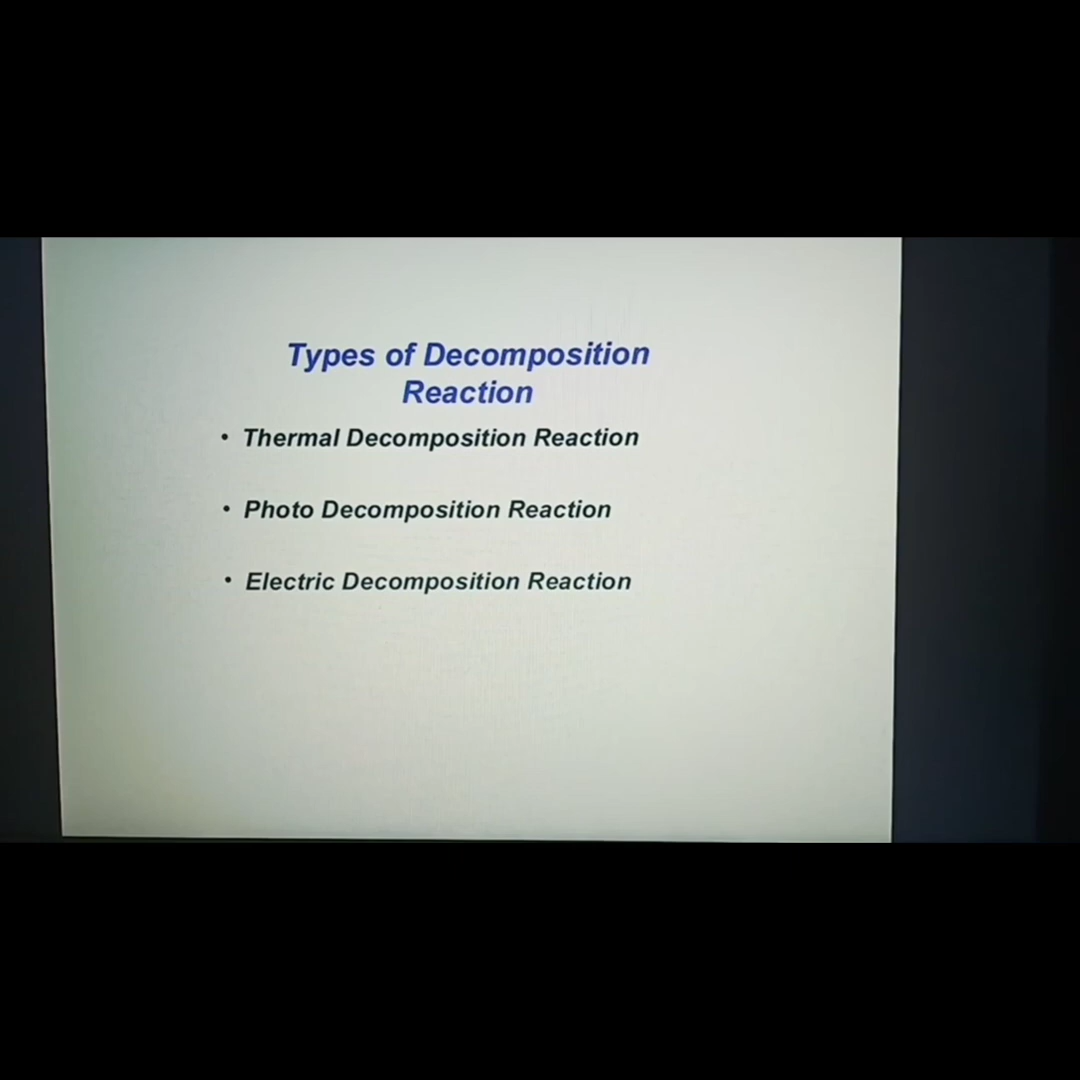 Types of Decomposition
Reaction
• Thermal Decomposition Reaction
• Photo Decomposition Reaction
• Electric Decomposition Reaction